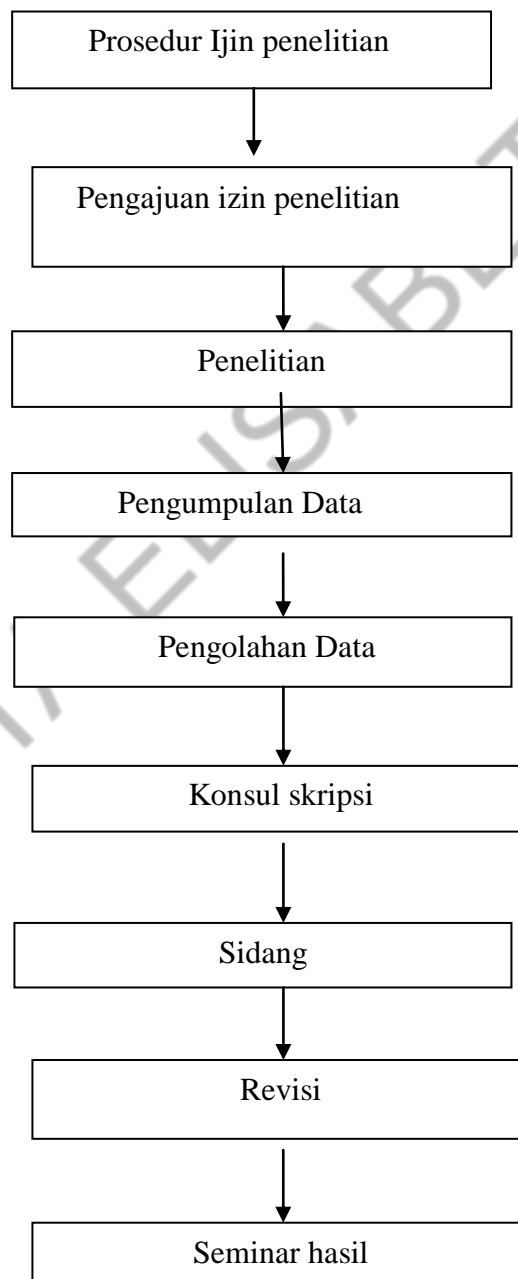 Prosedur Ijin penelitian
Pengajuan izin penelitian
Penelitian
Pengumpulan Data
Pengolahan Data
Konsul skripsi
Sidang
Revisi
Seminar hasil